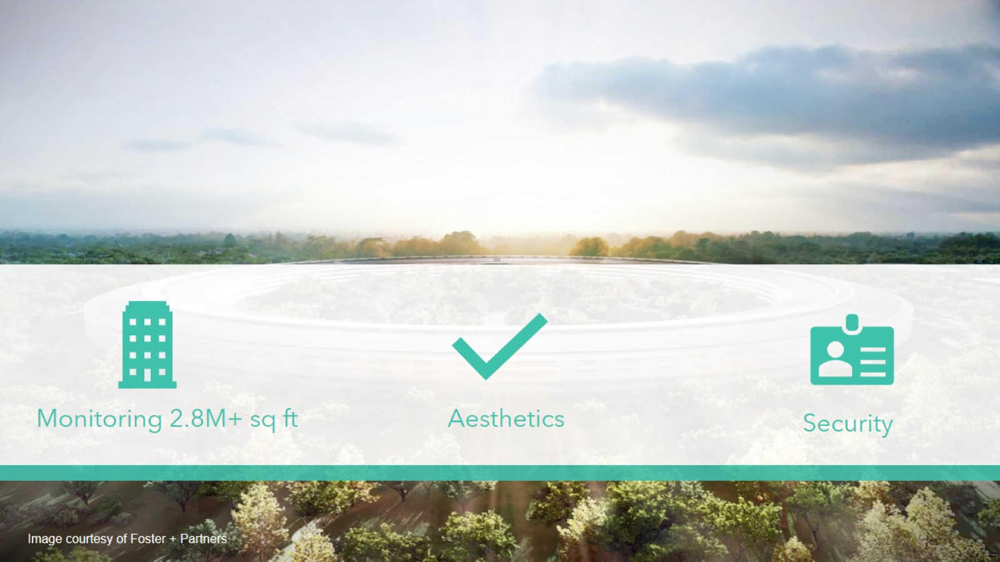 Monitoring 2.8M+ sq ft
Aesthetics
Security
Image courtesy of Foster + Partners